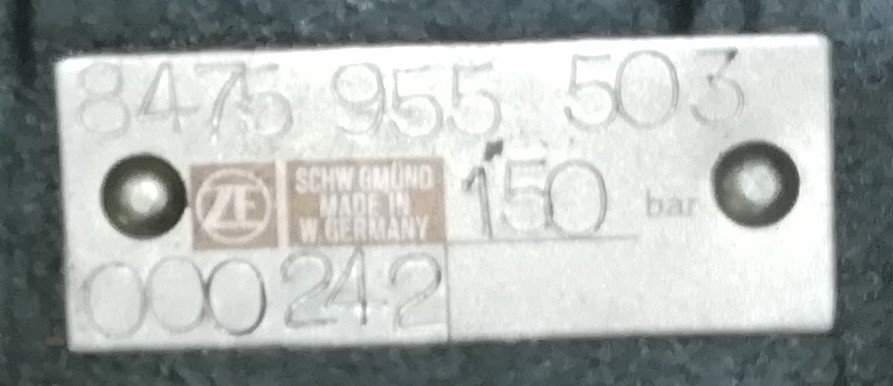 8475 955 503
ZF SCHW.GMÜND
MADE IN
W.GERMANY
150 bar
000242